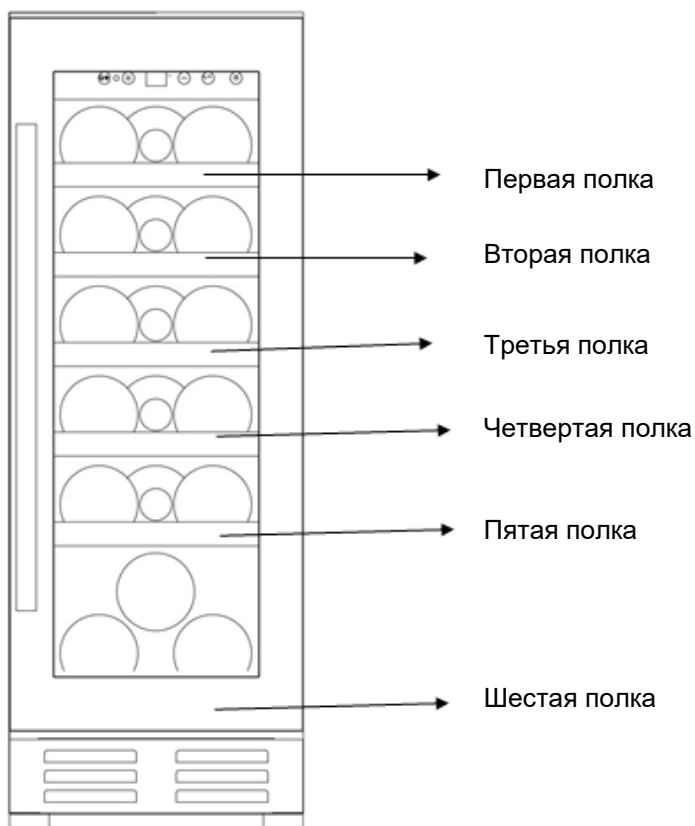 Первая полка
Вторая полка
Третья полка
Четвертая полка
Пятая полка
Шестая полка